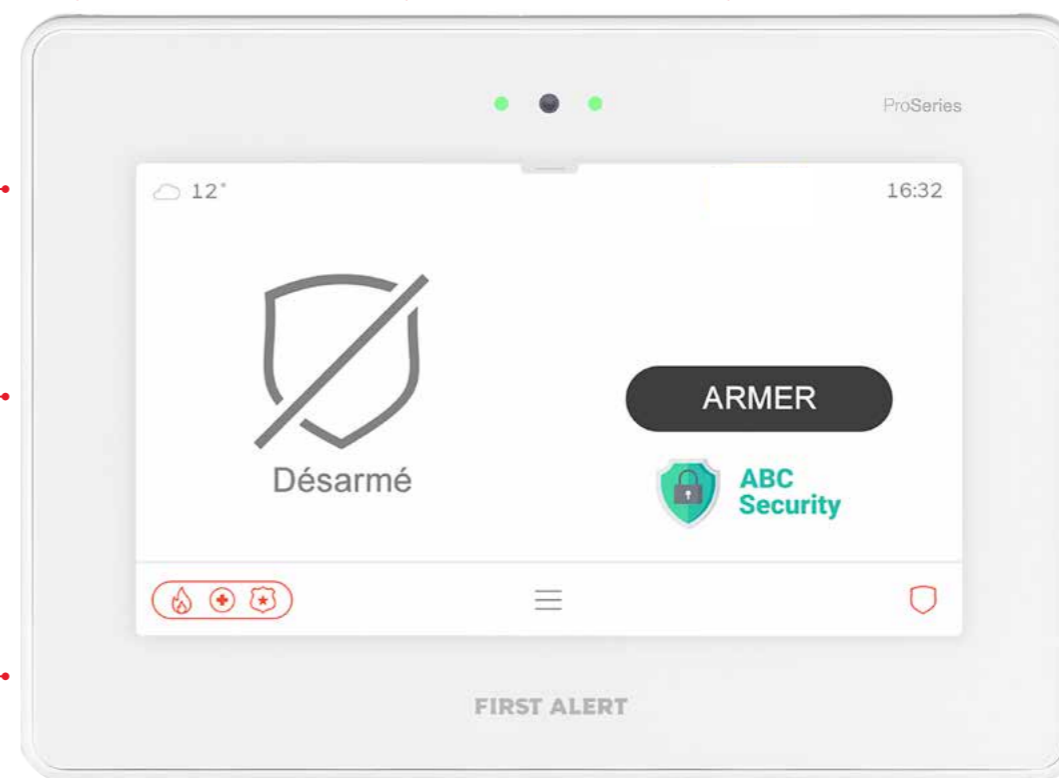 ProSeries
12°
16:32
ARMER
Désarmé
ABC
Security
FIRST ALERT